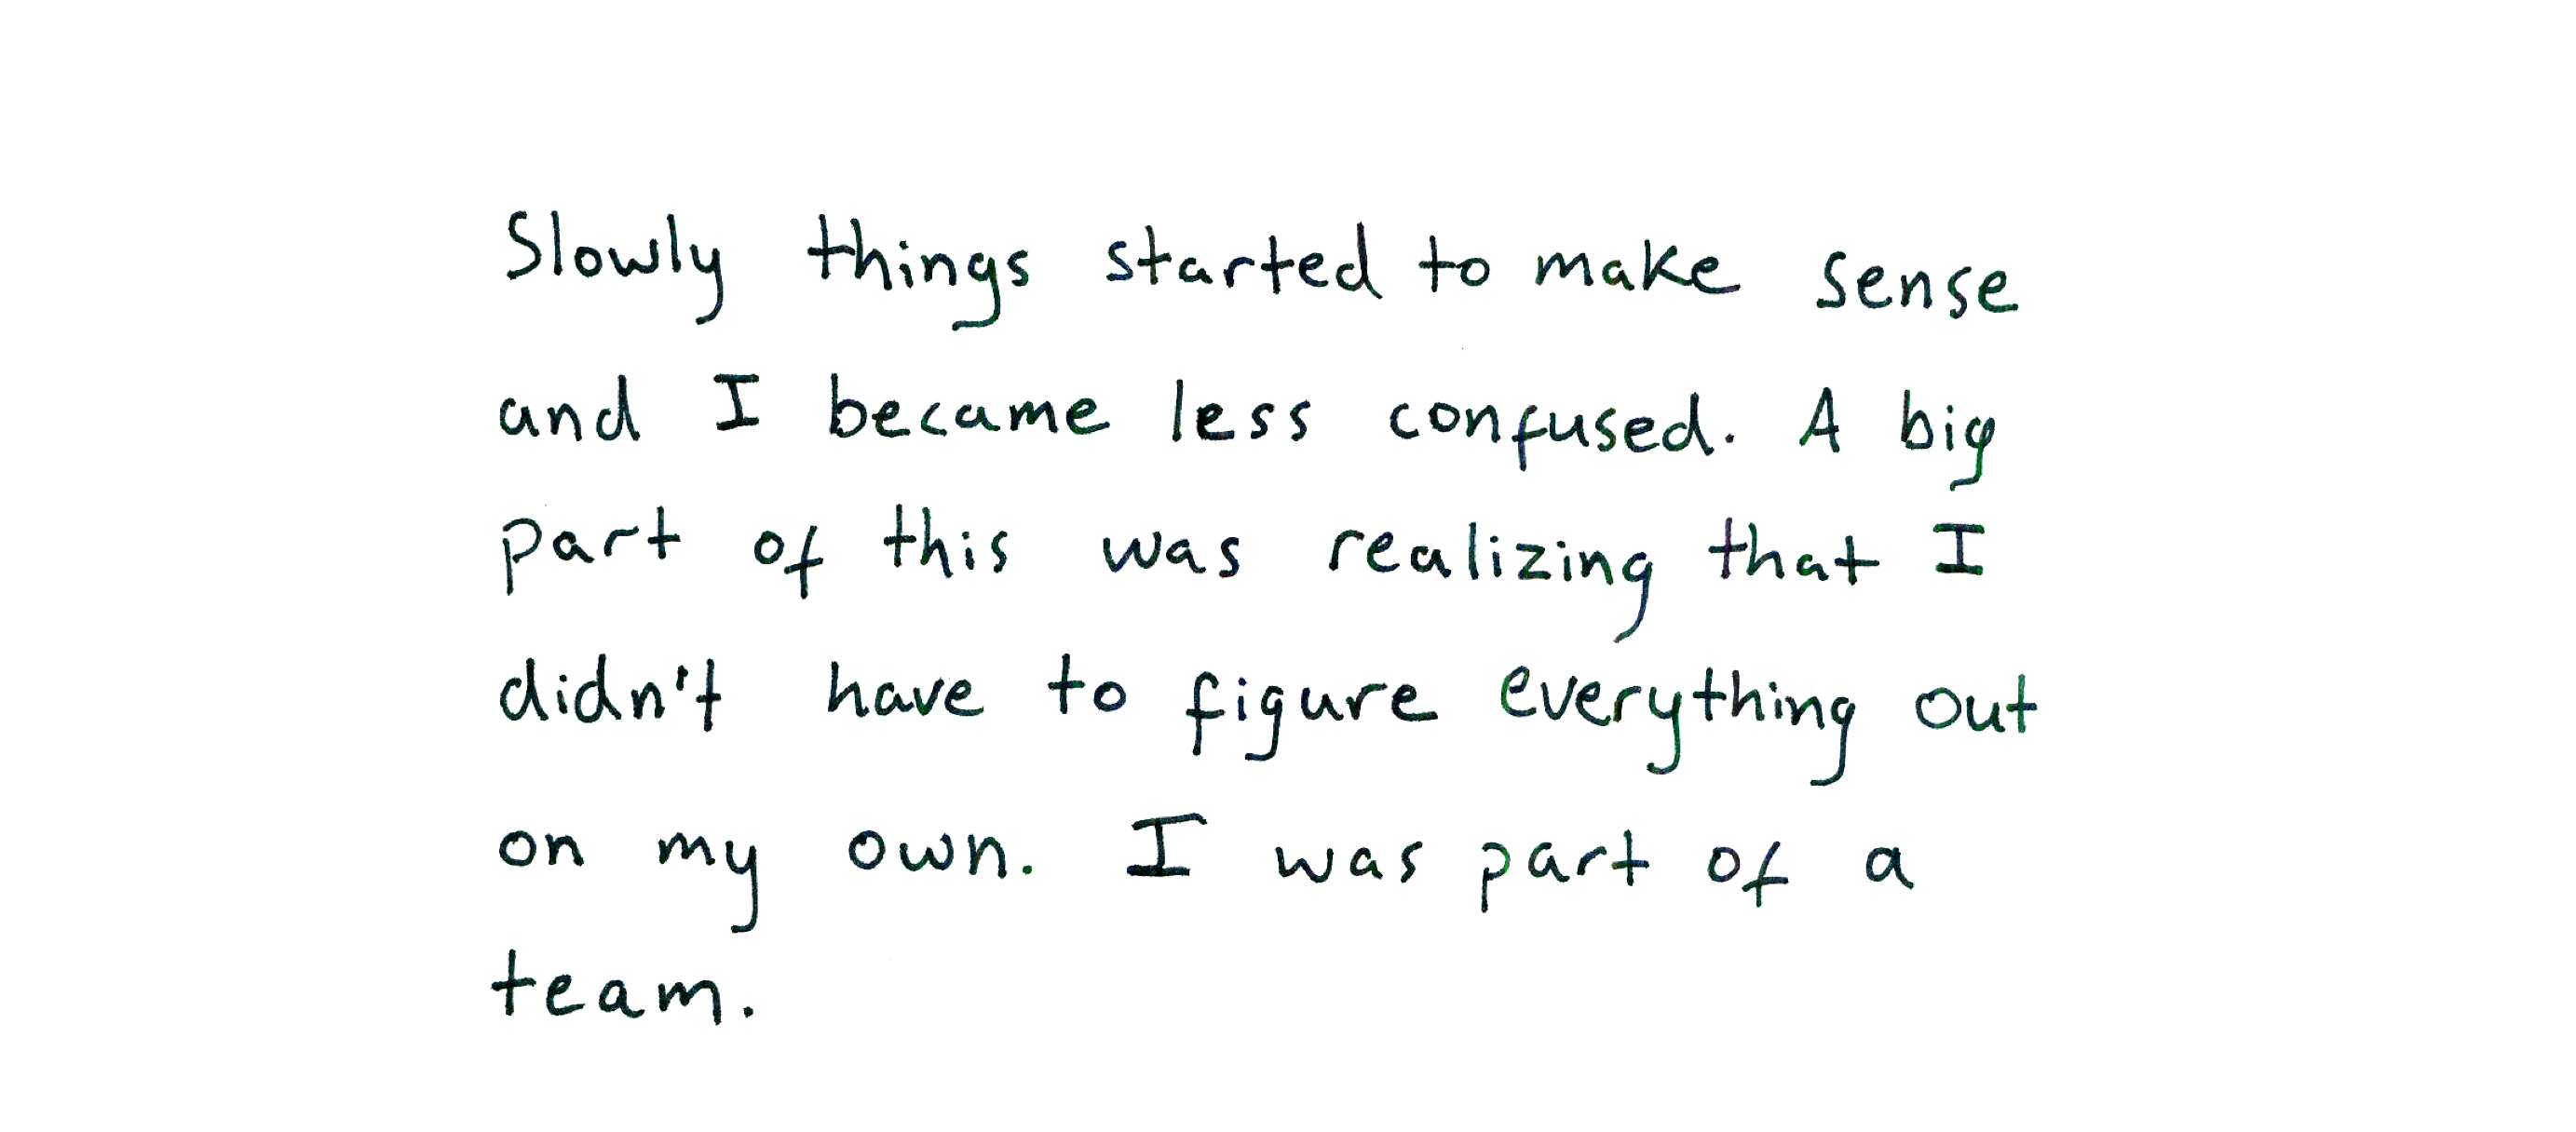 Slowly things started to make sense
and I became less confused. A big
part of this was realizing that I
didn't have to figure everything out
on my own. I was part of a
team.